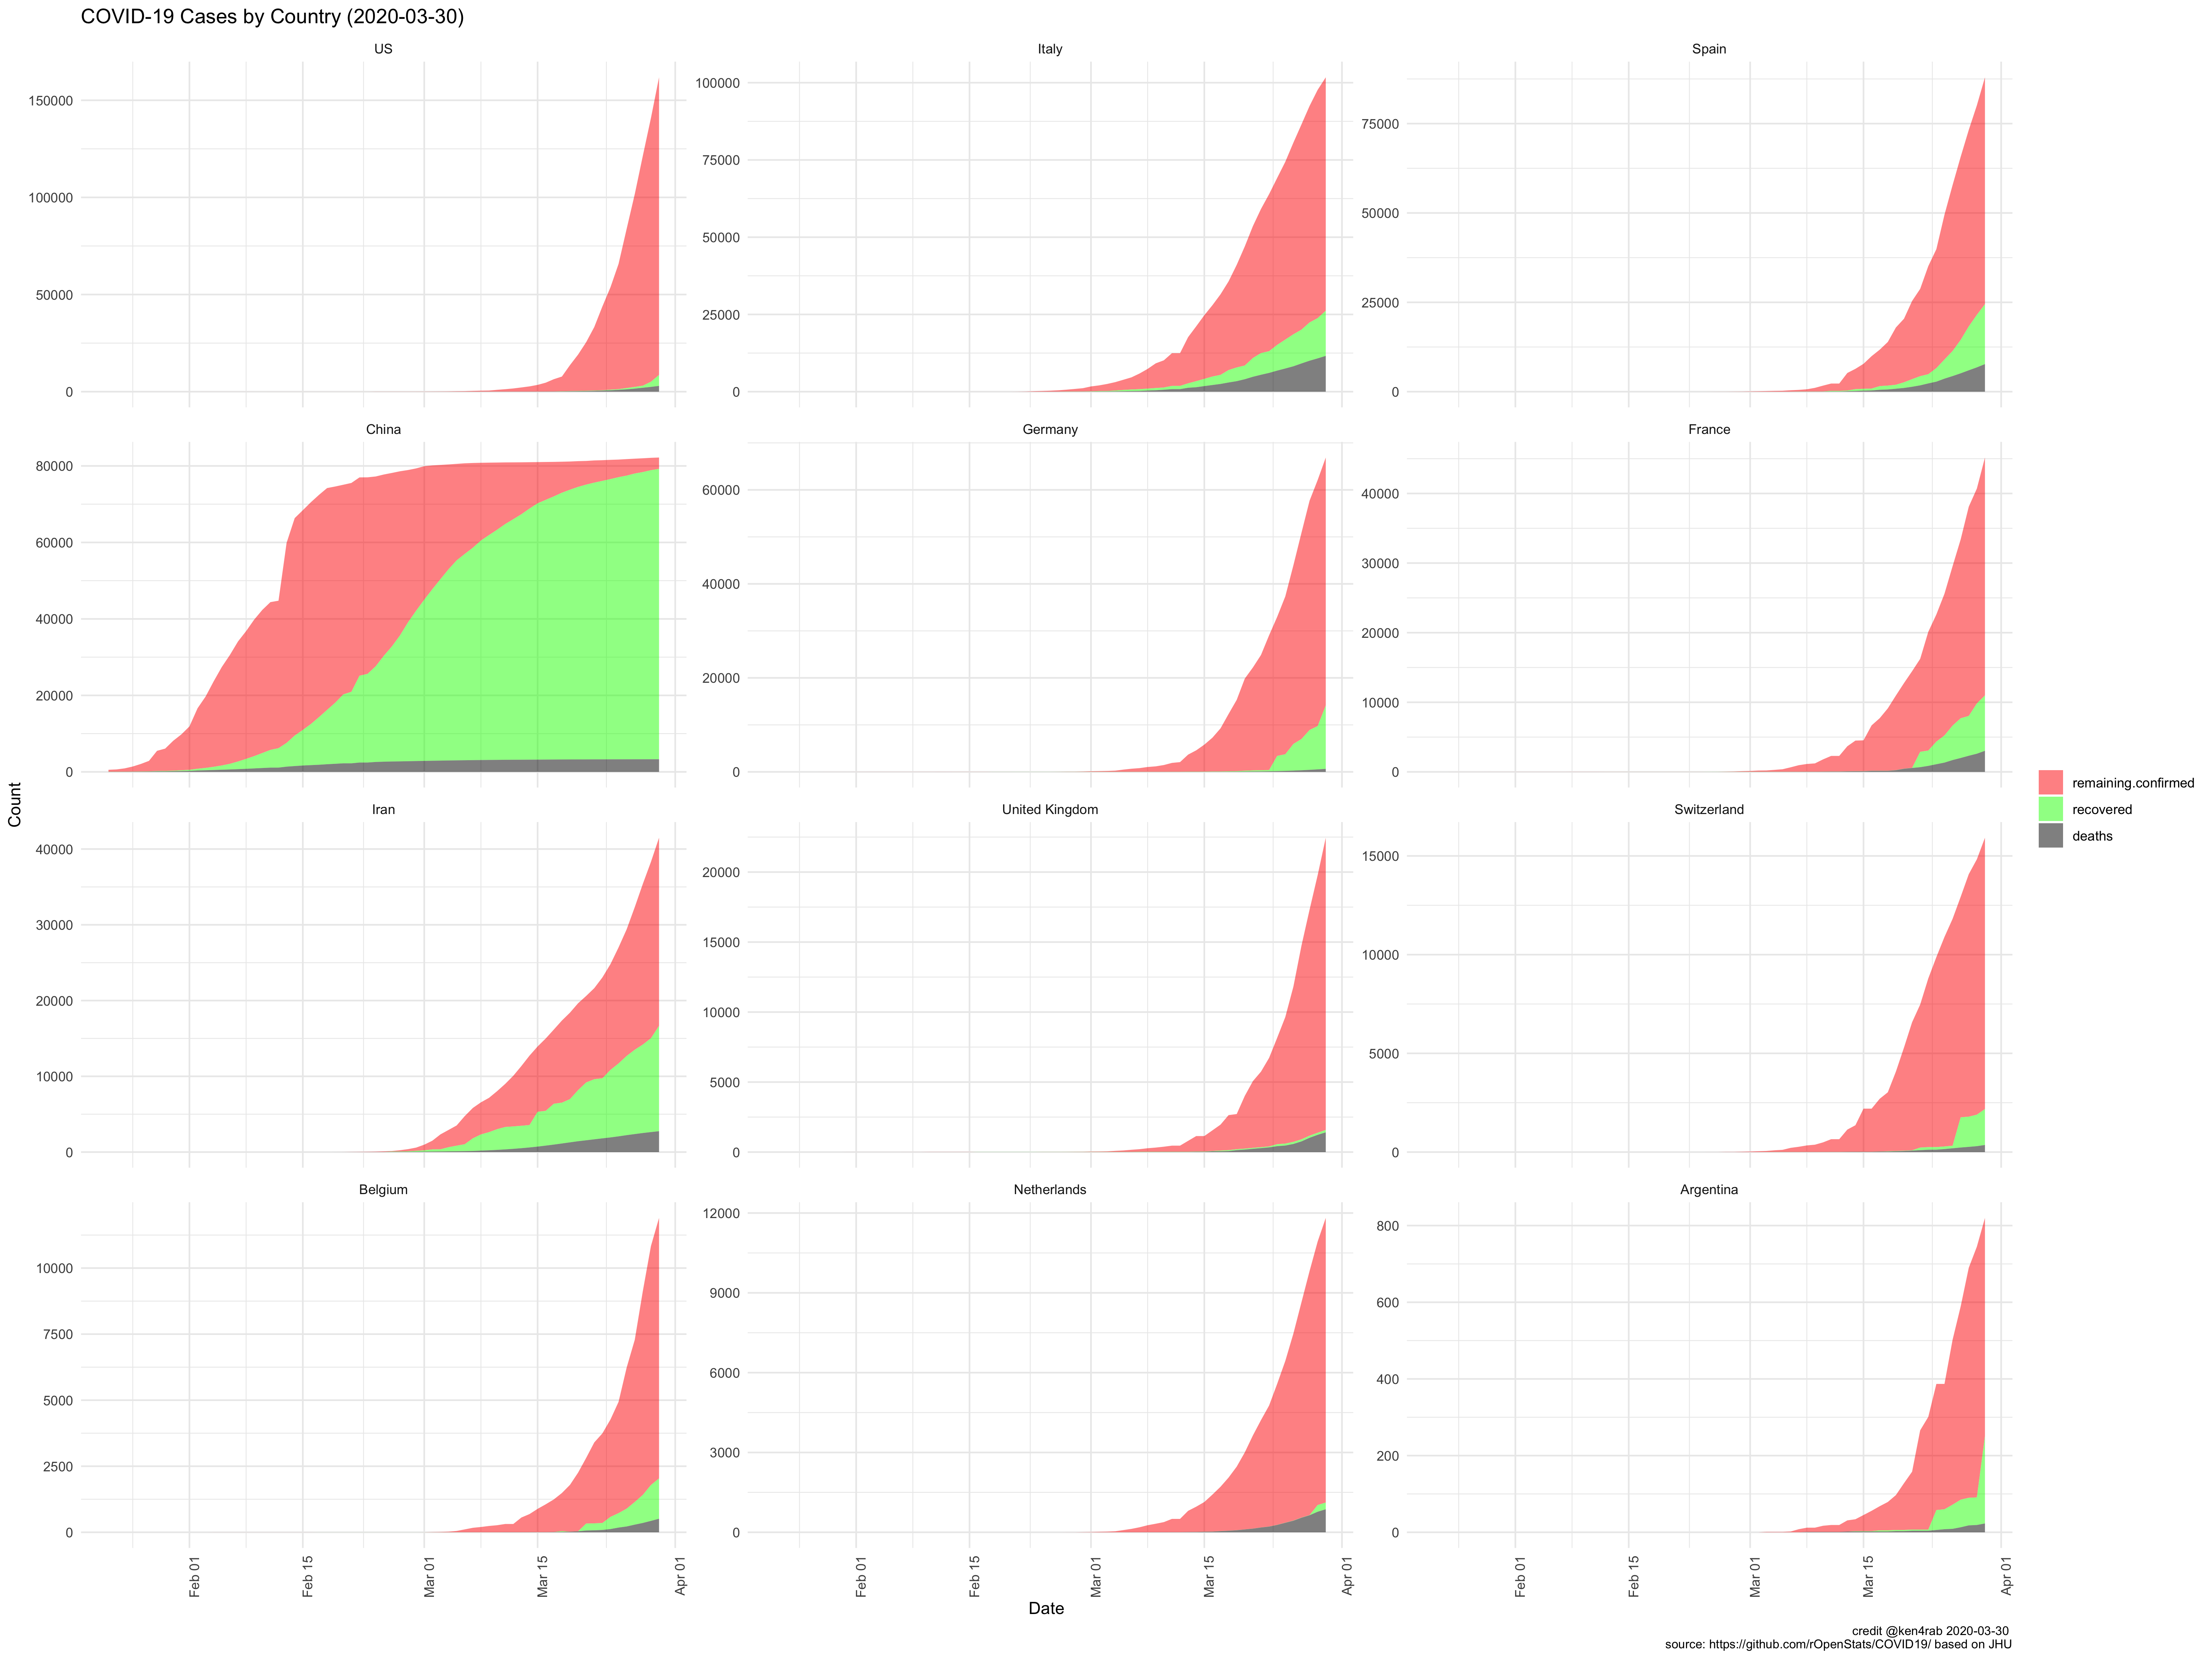 COVID-19 Cases by Country (2020-03-30)
US
Italy
Spain
150000
100000
50000
0
100000
75000
50000
25000
0
75000
50000
25000
0
China
Germany
France
80000
60000
40000
20000
0
60000
40000
20000
0
40000
30000
20000
10000
0
Count
remaining.confirmed
recovered
deaths
Iran
United Kingdom
Switzerland
40000
30000
20000
10000
0
20000
15000
10000
5000
0
15000
10000
5000
0
Belgium
Netherlands
Argentina
10000
7500
5000
2500
0
12000
9000
6000
3000
0
800
600
400
200
0
Feb 01
Feb 15
Mar 01
Mar 15
Apr 01
Feb 01
Feb 15
Mar 01
Mar 15
Apr 01
Feb 01
Feb 15
Mar 01
Mar 15
Apr 01
Date
credit @ken4rab 2020-03-30
source: https://github.com/rOpenStats/COVID19/ based on JHU